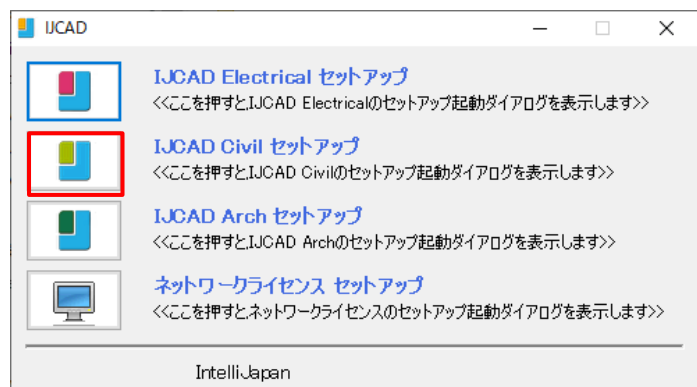 IJCAD
IJCAD Electrical セットアップ
<<ここを押すと,IJCAD Electricalのセットアップ起動ダイアログを表示します>>
IJCAD Civil セットアップ
<<ここを押すと,IJCAD Civilのセットアップ起動ダイアログを表示します>>
IJCAD Arch セットアップ
<<ここを押すと,IJCAD Archのセットアップ起動ダイアログを表示します>>
ネットワークライセンス セットアップ
<<ここを押すと,ネットワークライセンスのセットアップ起動ダイアログを表示します>>
IntelliJapan